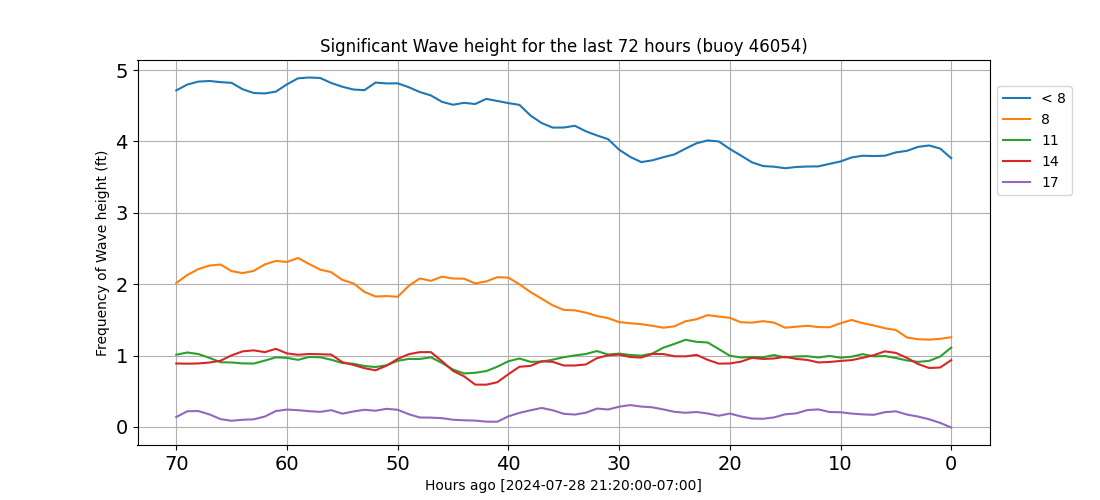 Significant Wave height for the last 72 hours (buoy 46054)
Frequency of Wave height (ft)
5
4
3
2
1
0
70 60 50 40 30 20 10 0
Hours ago [2024-07-28 21:20:00-07:00]
< 8
8
11
14
17